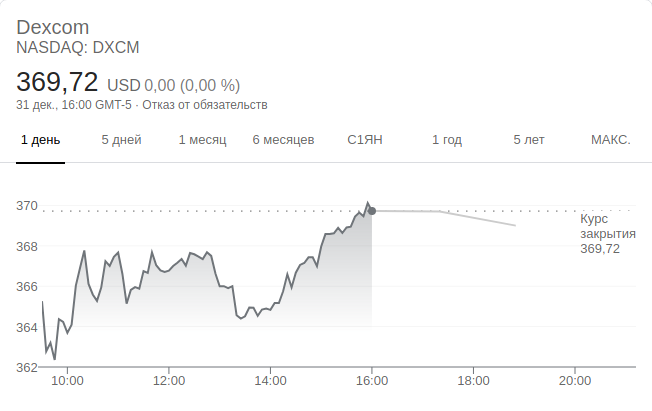 Dexcom
NASDAQ: DXCM
369,72 USD 0,00 (0,00 %)
31 дек., 16:00 GMT-5 · Отказ от обязательств
1 день 5 дней 1 месяц 6 месяцев С1ЯН 1 год 5 лет МАКС.
370
368
366
364
362
Курс
закрытия
369,72
10:00 12:00 14:00 16:00 18:00 20:00